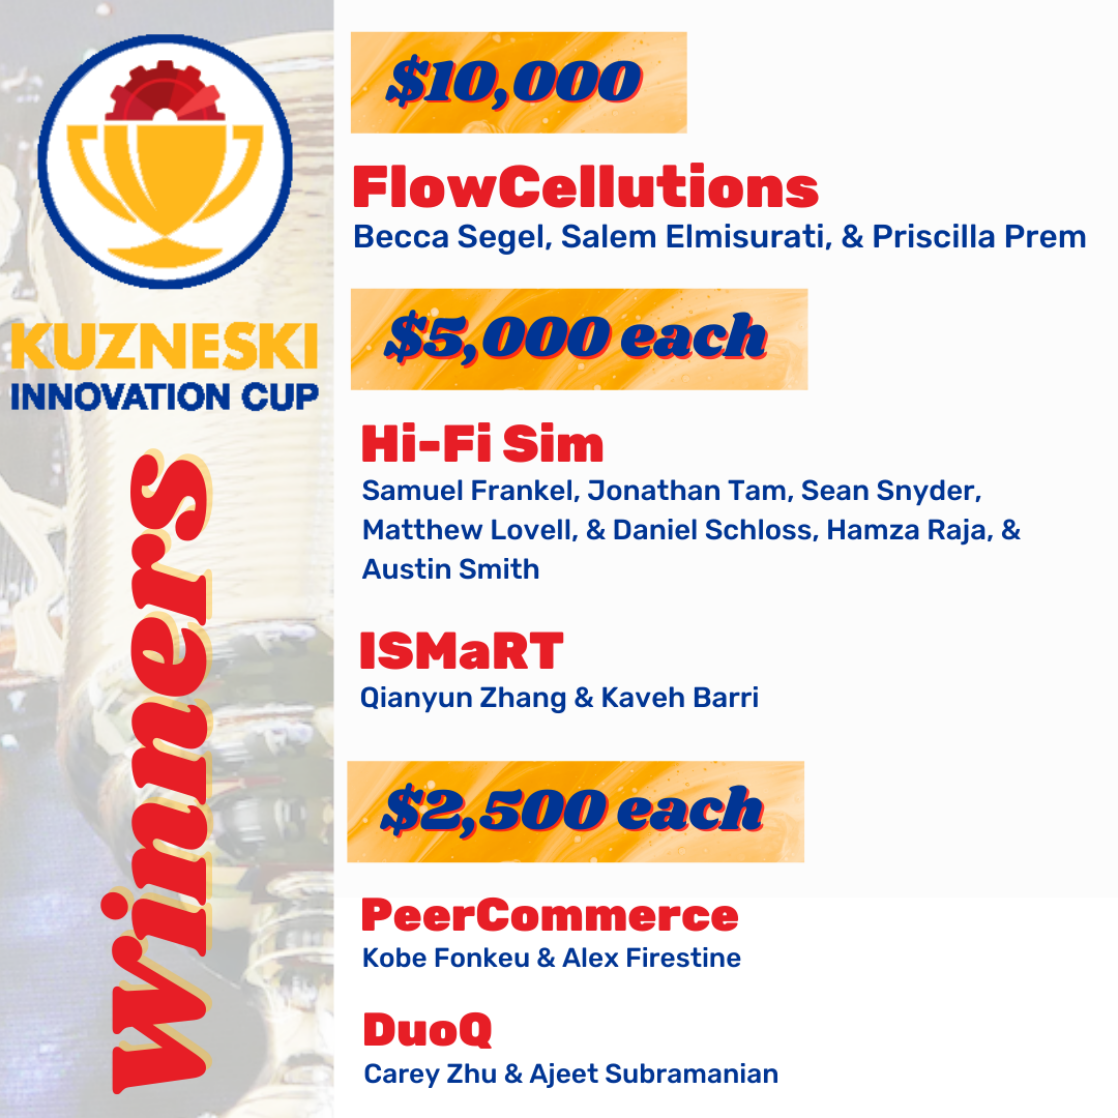 KUZNESKI
INNOVATION CUP
Winners
$10,000
FlowCellutions
Becca Segel, Salem Elmisurati, & Priscilla Prem
$5,000 each
Hi-Fi Sim
Samuel Frankel, Jonathan Tam, Sean Snyder,
Matthew Lovell, & Daniel Schloss, Hamza Raja, &
Austin Smith
ISMaRT
Qianyun Zhang & Kaveh Barri
$2,500 each
PeerCommerce
Kobe Fonkeu & Alex Firestine
DuoQ
Carey Zhu & Ajeet Subramanian